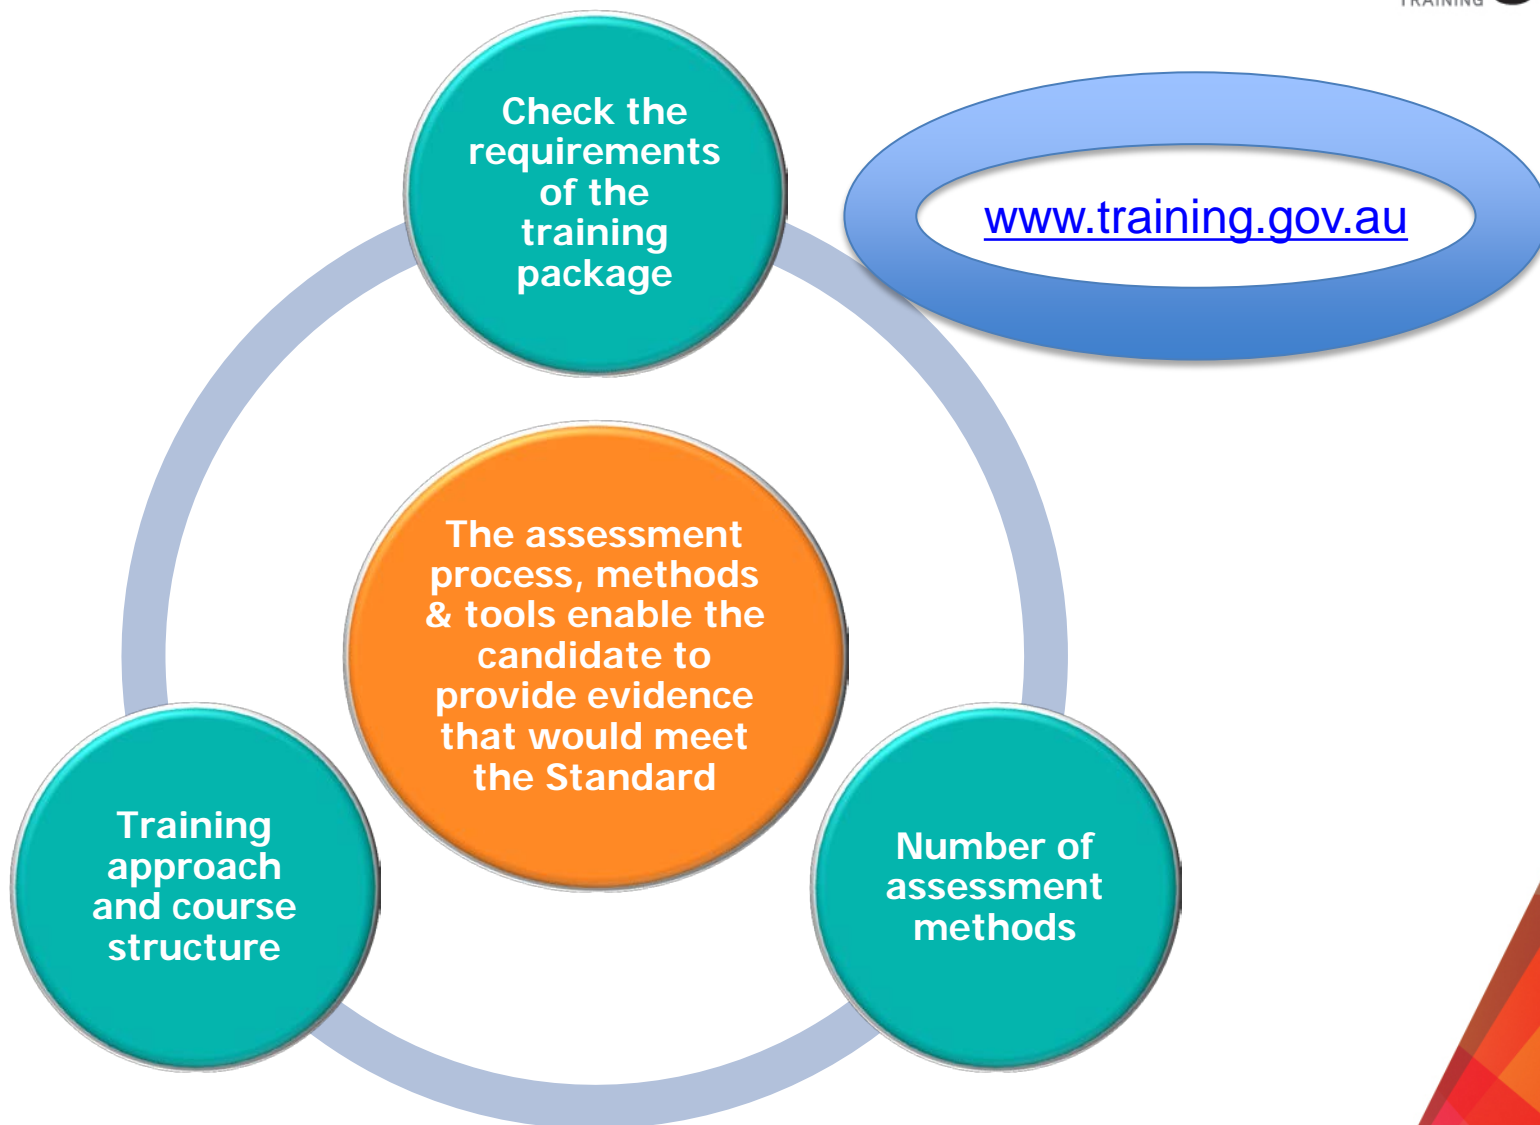 TRAINING
Check the
requirements
of the
training
package
www.training.gov.au
The assessment
process, methods
& tools enable the
candidate to
provide evidence
that would meet
the Standard
Training
approach
and course
structure
Number of
assessment
methods